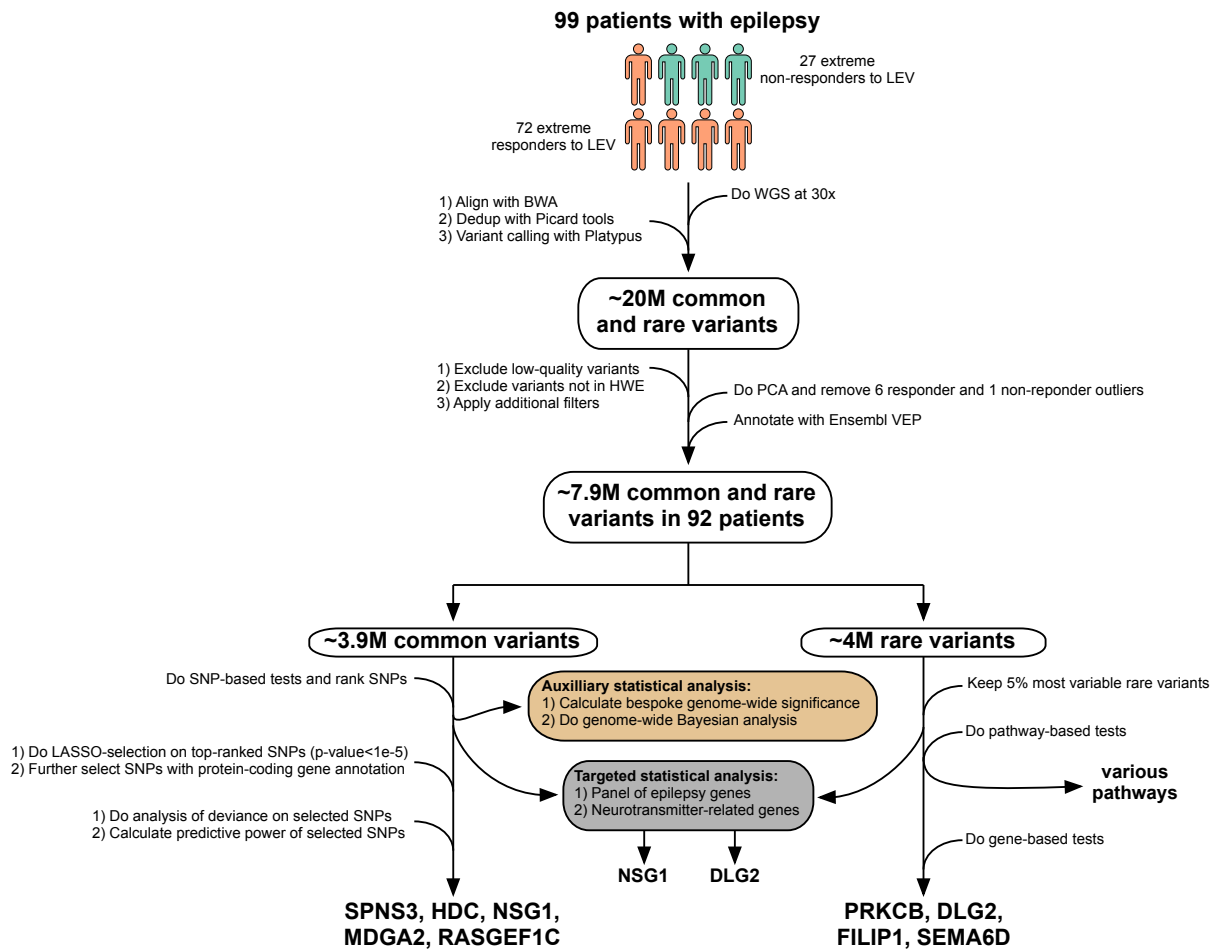 99 patients with epilepsy
27 extreme
non-responders to LEV
72 extreme
responders to LEV
Do WGS at 30x
1) Align with BWA
2) Dedup with Picard tools
3) Variant calling with Platypus
~20M common
and rare variants
1) Exclude low-quality variants
2) Exclude variants not in HWE
3) Apply additional filters
Do PCA and remove 6 responder and 1 non-reponder outliers
Annotate with Ensembl VEP
~7.9M common and rare
variants in 92 patients
~3.9M common variants
~4M rare variants
Do SNP-based tests and rank SNPs
Auxilliary statistical analysis:
1) Calculate bespoke genome-wide significance
2) Do genome-wide Bayesian analysis
Keep 5% most variable rare variants
Do pathway-based tests
1) Do LASSO-selection on top-ranked SNPs (p-value<1e-5)
2) Further select SNPs with protein-coding gene annotation
Targeted statistical analysis:
1) Panel of epilepsy genes
2) Neurotransmitter-related genes
various
pathways
1) Do analysis of deviance on selected SNPs
2) Calculate predictive power of selected SNPs
Do gene-based tests
NSG1
DLG2
SPNS3, HDC, NSG1,
MDGA2, RASGEF1C
PRKCB, DLG2,
FILIP1, SEMA6D